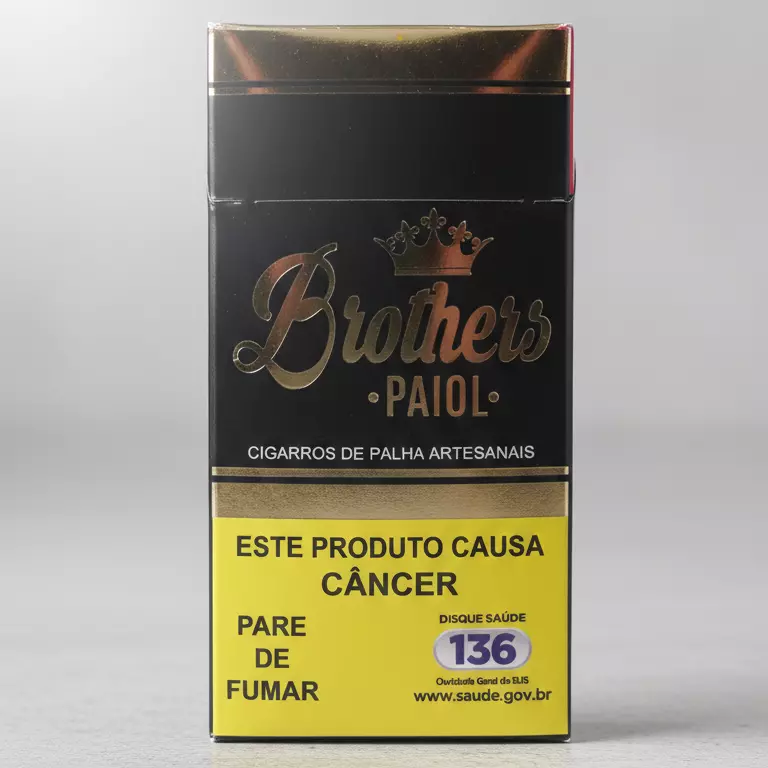 Brothers
• PAIOL •
CIGARROS DE PALHA ARTESANAIS
ESTE PRODUTO CAUSA
CÂNCER
PARE
DE
FUMAR
DISQUE SAÚDE
136
www.saude.gov.br